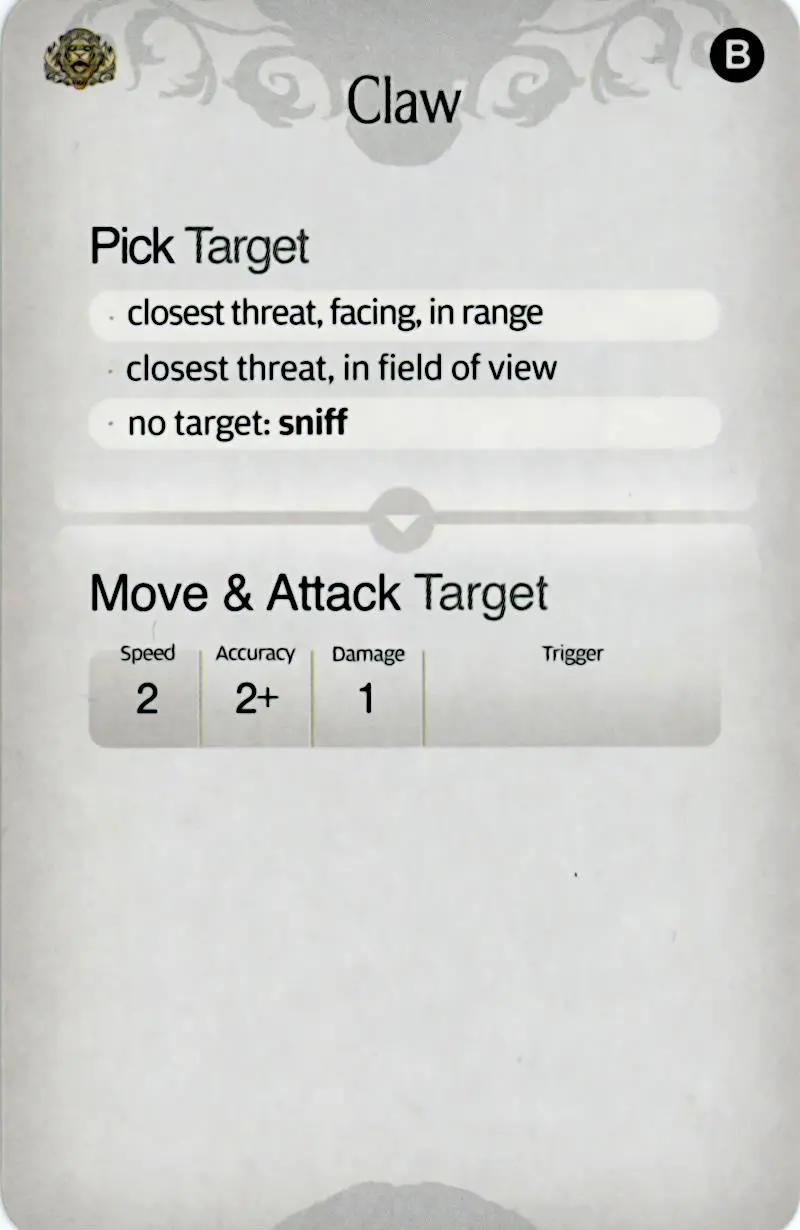 B
Claw
Pick Target
· closest threat, facing, in range
· closest threat, in field of view
· no target: sniff
Move & Attack Target
Speed Accuracy Damage Trigger
2 2+ 1